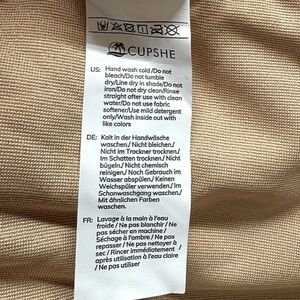 CUPSHE
US: Hand wash cold /Do not
bleach/Do not tumble
dry/Line dry in shade/Do not
iron/Do not dry clean/Rinse
straight after use with clean
water/Do not use fabric
softener/Use mild detergent
only/Wash inside out with
like colors
DE: Kalt in der Handwäsche
waschen./ Nicht bleichen./
Nicht im Trockner trocknen./
Im Schatten trocknen./ Nicht
bügeln./ Nicht chemisch
reinigen./ Nach Gebrauch im
Wasser abspülen./ Keinen
Weichspüler verwenden./ Im
Schonwaschgang waschen./
Mit ähnlichen Farben
waschen.
FR: Lavage à la main à l'eau
froide / Ne pas blanchir / Ne
pas sécher en machine /
Séchage à l'ombre / Ne pas
repasser / Ne pas nettoyer à
sec / Rincer immédiatement
après utilisation à l'eau claire
/ Ne pas utiliser